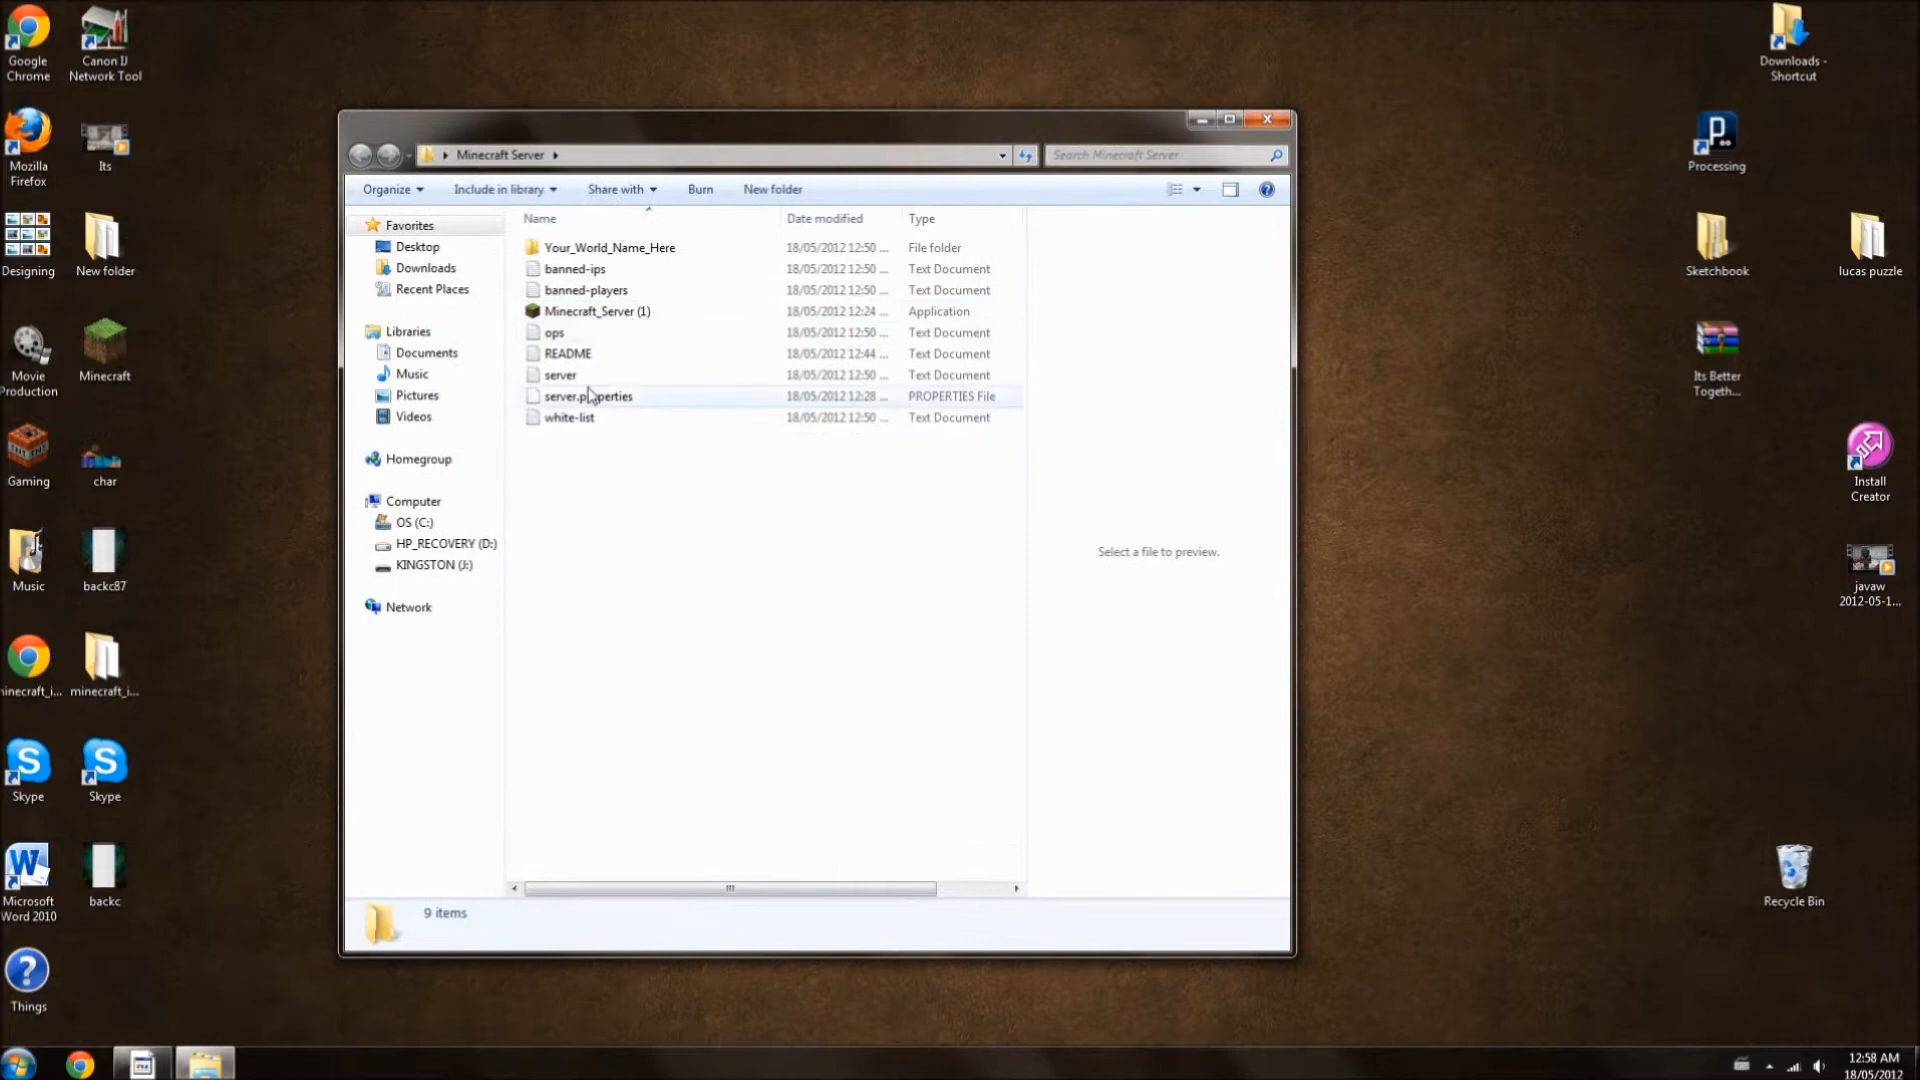 Google
Chrome
Canon IJ
Network Tool
Downloads -
Shortcut
Mozilla
Firefox
Its
Processing
Designing
New folder
Sketchbook
lucas puzzle
Movie
Production
Minecraft
Its Better
Togeth...
Gaming
char
Install
Creator
Music
backc87
javaw
2012-05-1...
minecraft_i...
minecraft_i...
Skype
Skype
Microsoft
Word 2010
backc
Recycle Bin
Things
Minecraft Server
Search Minecraft Server
Organize
Include in library
Share with
Burn
New folder
Favorites
Desktop
Downloads
Recent Places
Libraries
Documents
Music
Pictures
Videos
Homegroup
Computer
OS (C:)
HP_RECOVERY (D:)
KINGSTON (J:)
Network
Name Date modified Type
Your_World_Name_Here 18/05/2012 12:50 ... File folder
banned-ips 18/05/2012 12:50 ... Text Document
banned-players 18/05/2012 12:50 ... Text Document
Minecraft_Server (1) 18/05/2012 12:24 ... Application
ops 18/05/2012 12:50 ... Text Document
README 18/05/2012 12:44 ... Text Document
server 18/05/2012 12:50 ... Text Document
server.properties 18/05/2012 12:28 ... PROPERTIES File
white-list 18/05/2012 12:50 ... Text Document
Select a file to preview.
9 items
12:58 AM
18/05/2012